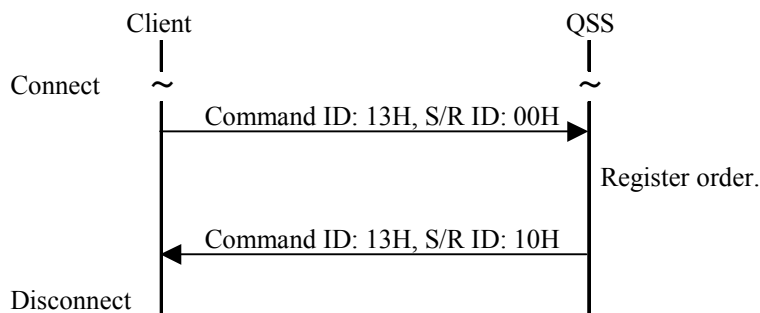 Client QSS
Connect
Command ID: 13H, S/R ID: 00H
Register order.
Command ID: 13H, S/R ID: 10H
Disconnect